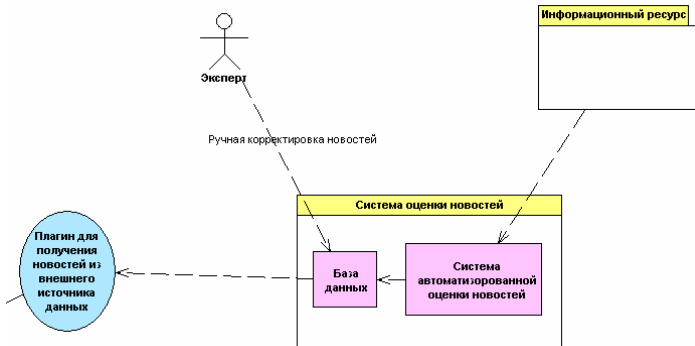 Информационный ресурс
Эксперт
Ручная корректировка новостей
Система оценки новостей
Плагин для
получения
новостей из
внешнего
источника
данных
База
данных
Система
автоматизорованной
оценки новостей